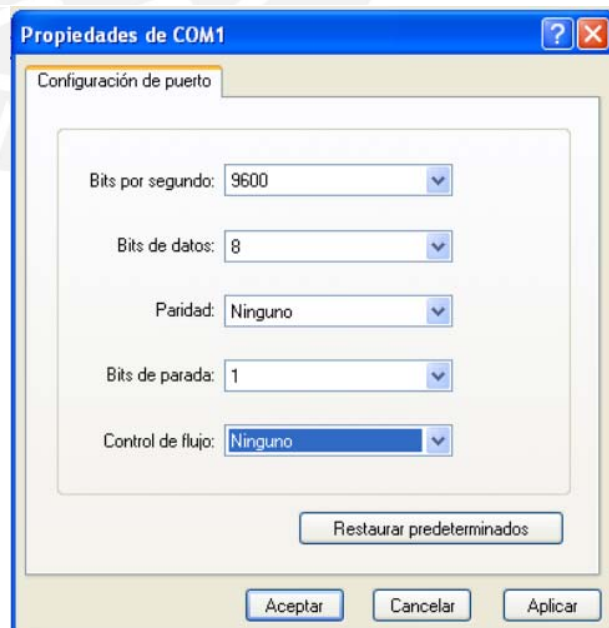 Propiedades de COM1
Configuración de puerto
Bits por segundo: 9600
Bits de datos: 8
Paridad: Ninguno
Bits de parada: 1
Control de flujo: Ninguno
Restaurar predeterminados
Aceptar Cancelar Aplicar